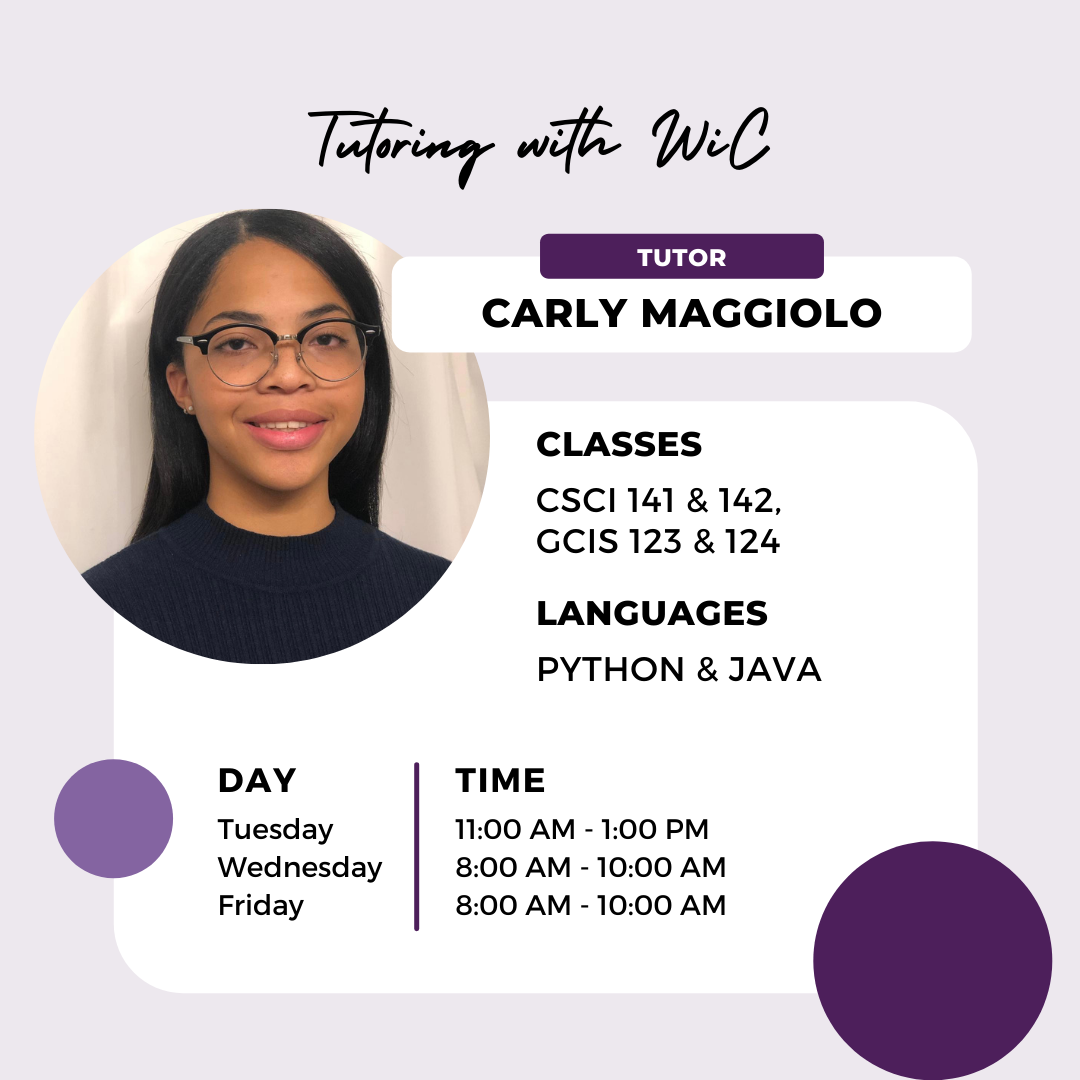 Tutoring with WiC
TUTOR
CARLY MAGGIOLO
CLASSES
CSCI 141 & 142,
GCIS 123 & 124
LANGUAGES
PYTHON & JAVA
DAY
Tuesday
Wednesday
Friday
TIME
11:00 AM - 1:00 PM
8:00 AM - 10:00 AM
8:00 AM - 10:00 AM